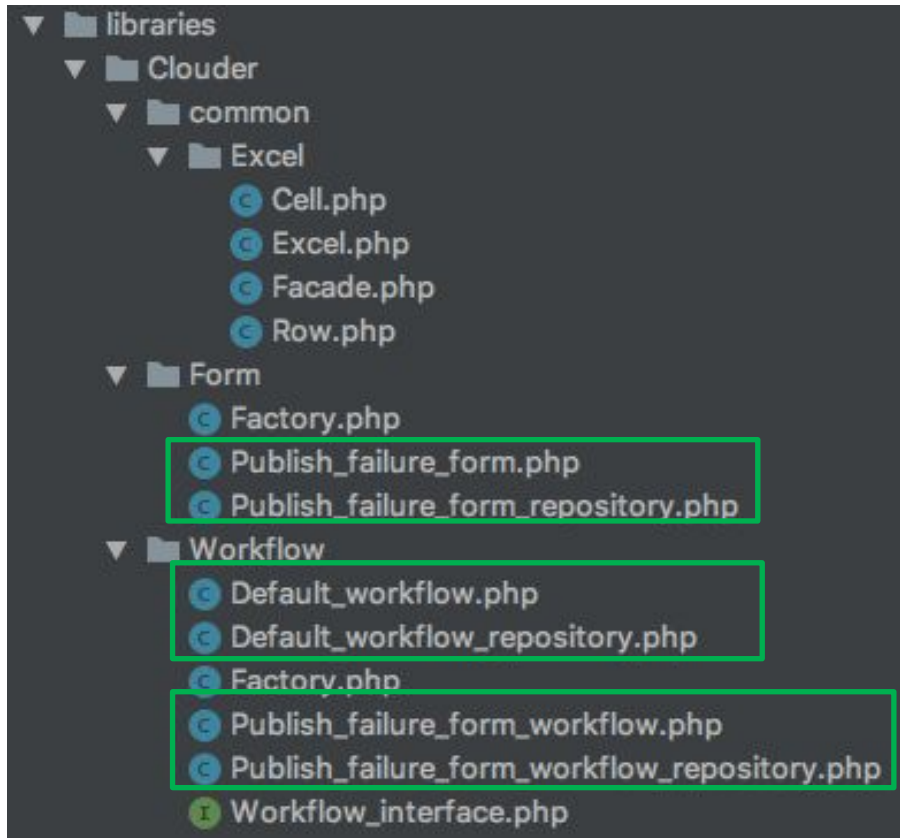 libraries
Clouder
common
Excel
C Cell.php
C Excel.php
C Facade.php
C Row.php
Form
C Factory.php
C Publish_failure_form.php
C Publish_failure_form_repository.php
Workflow
C Default_workflow.php
C Default_workflow_repository.php
C Factory.php
C Publish_failure_form_workflow.php
C Publish_failure_form_workflow_repository.php
I Workflow_interface.php